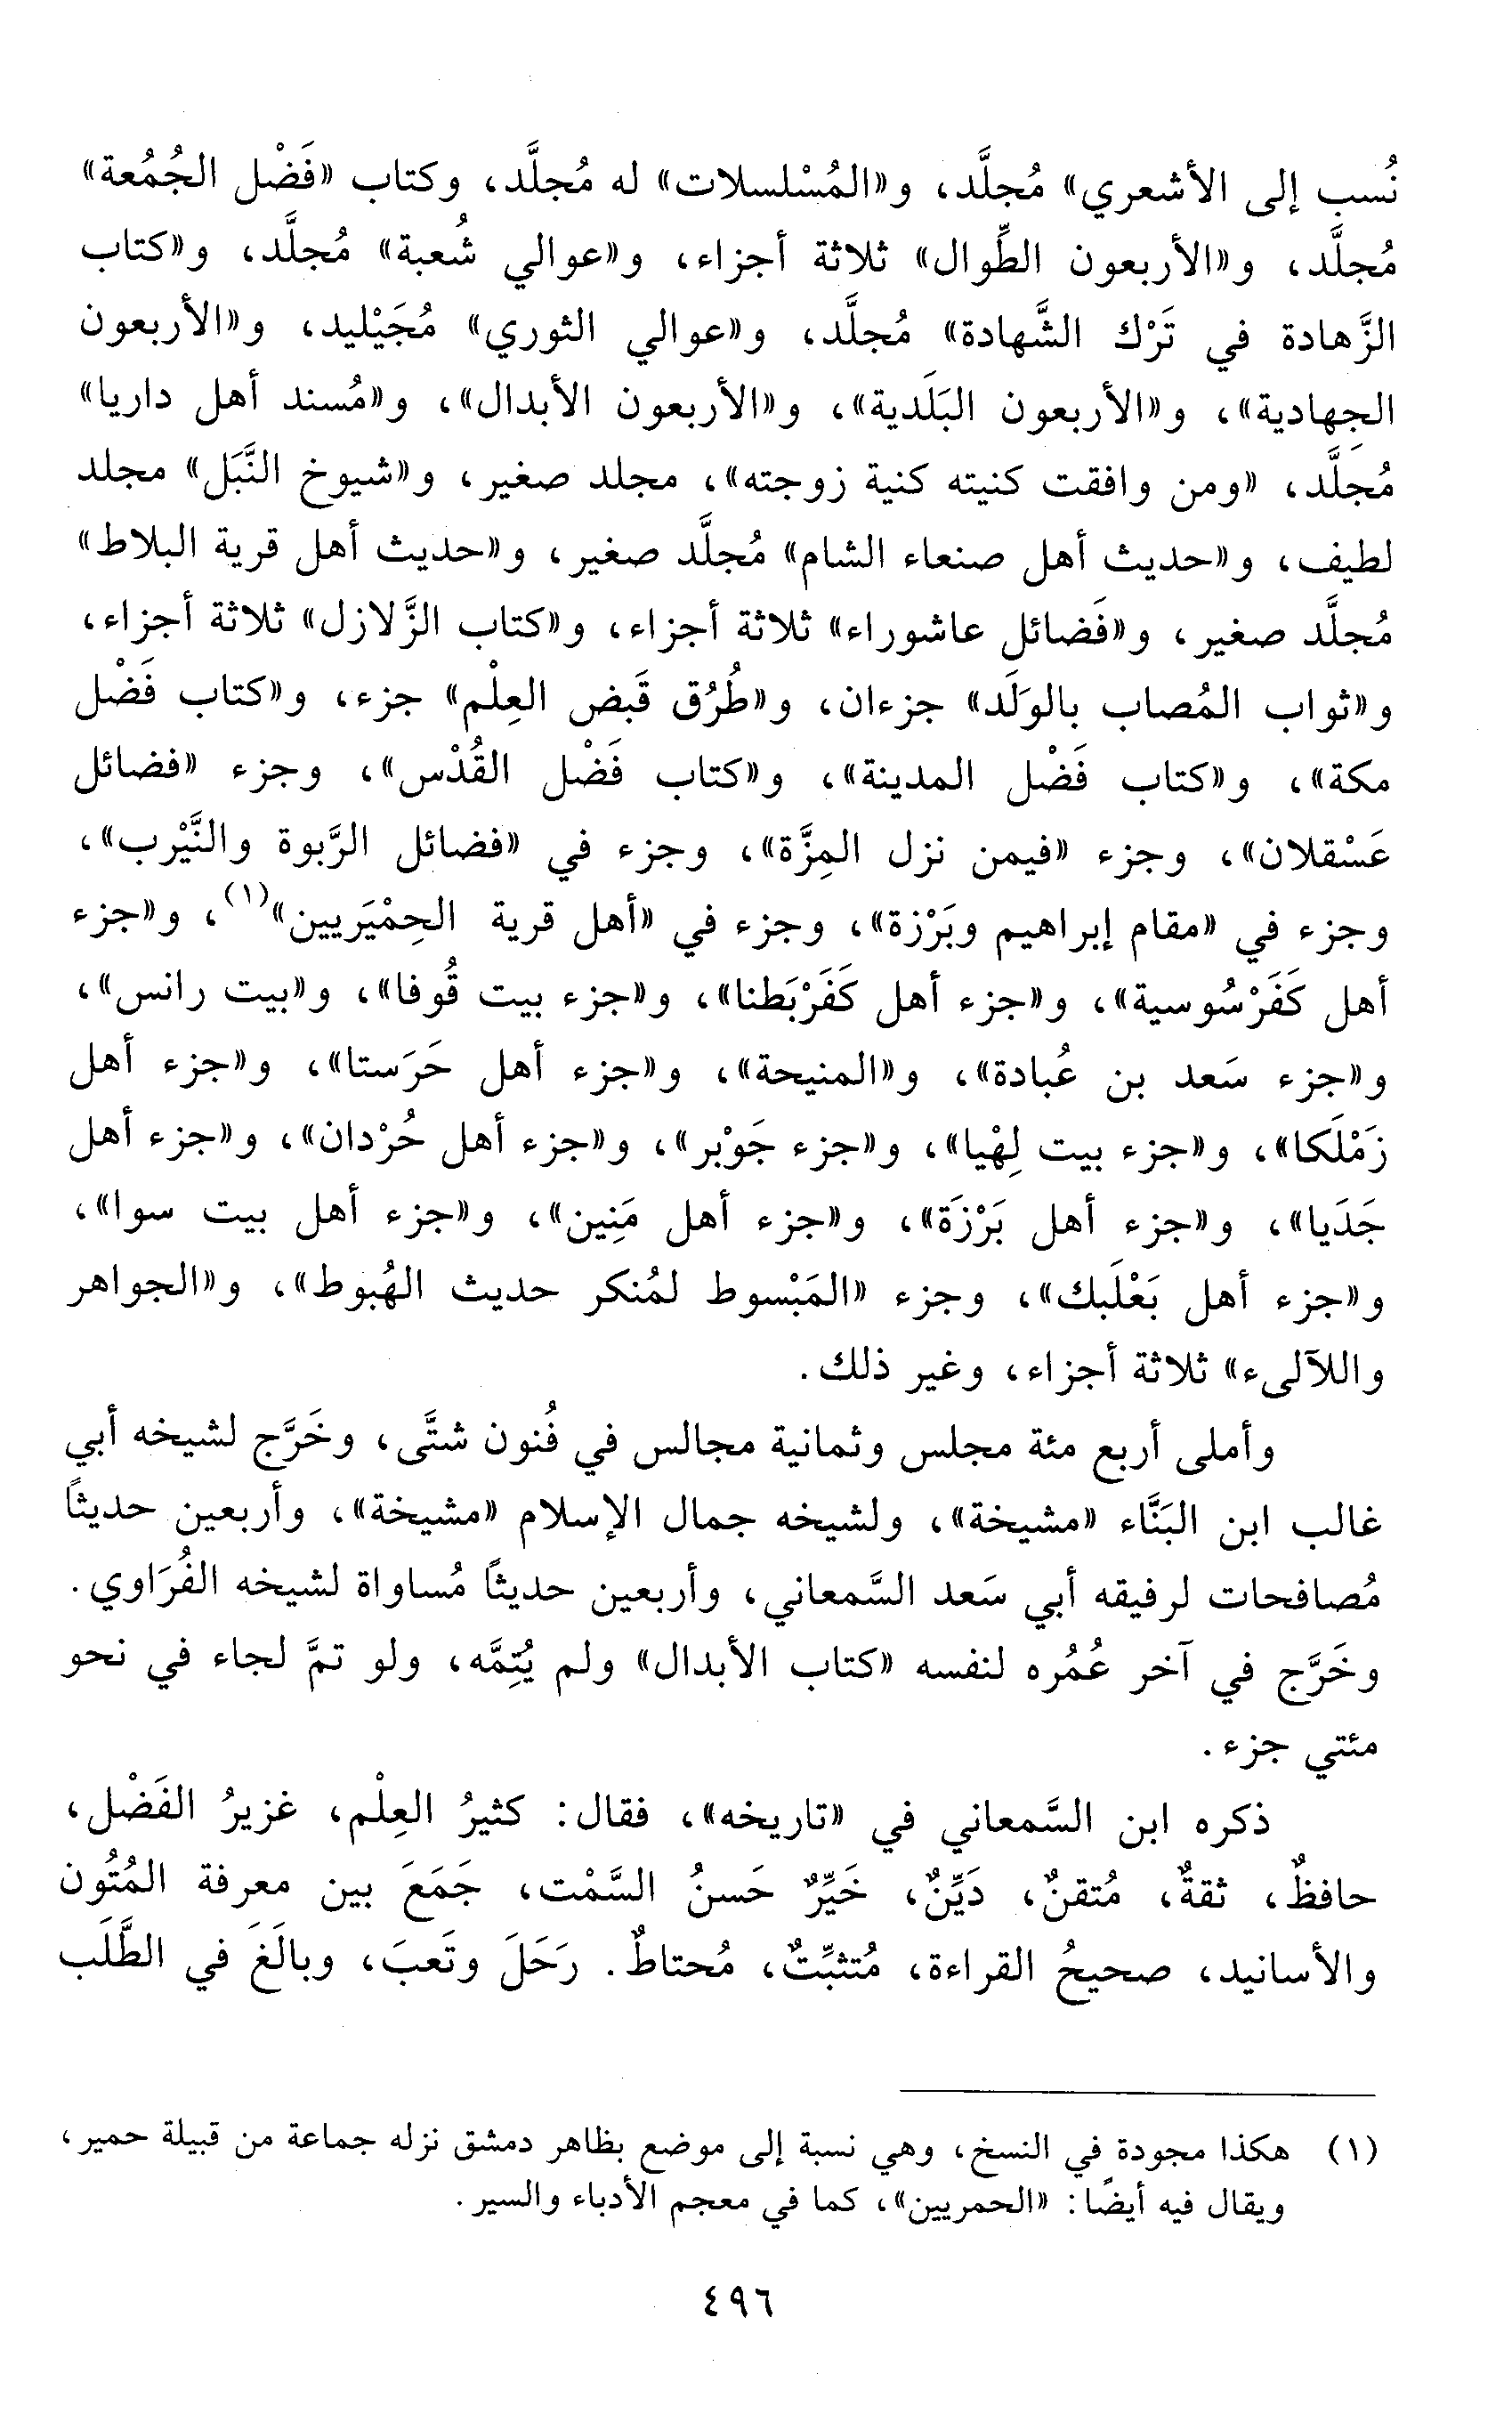 نُسب إلى الأشعري» مُجلَّد، و«المُسْلسلات» له مُجلَّد، وكتاب «فَضْل الجُمُعة»
مُجلَّد، و«الأربعون الطِّوال» ثلاثة أجزاء، و«عوالي شُعبة» مُجلَّد، و«كتاب
الزَّهادة في تَرْك الشَّهادة» مُجلَّد، و«عوالي الثوري» مُجَيْليد، و«الأربعون
الجهادية»، و«الأربعون البَلَدية»، و«الأربعون الأبدال»، و«مُسند أهل داريا»
مُجَلَّد، «ومن وافقت كنيته كنية زوجته»، مجلد صغير، و«شيوخ النَّبَل» مجلد
لطيف، و«حديث أهل صنعاء الشام» مُجلَّد صغير، و«حديث أهل قرية البلاط»
مُجلَّد صغير، و«فَضائل عاشوراء» ثلاثة أجزاء، و«كتاب الزَّلازل» ثلاثة أجزاء،
و«ثواب المُصاب بالوَلَد» جزءان، و«طُرُق قَبض العِلْم» جزء، و«كتاب فَضْل
مكة»، و«كتاب فَضْل المدينة»، و«كتاب فَضْل القُدْس»، وجزء «فضائل
عَسْقلان»، وجزء «فيمن نزل المِزَّة»، وجزء في «فضائل الرَّبوة والنَّيْرب»،
وجزء في «مقام إبراهيم وبَرْزة»، وجزء في «أهل قرية الحِمْيَريين»(١)، و«جزء
أهل كَفَرْسُوسية»، و«جزء أهل كَفَرْبَطنا»، و«جزء بيت قُوفا»، و«بيت رانس»،
و«جزء سَعد بن عُبادة»، و«المنيحة»، و«جزء أهل حَرَستا»، و«جزء أهل
زَمْلَكا»، و«جزء بيت لِهْيا»، و«جزء جَوْبر»، و«جزء أهل حُرْدان»، و«جزء أهل
جَدَيا»، و«جزء أهل بَرْزَة»، و«جزء أهل مَنِين»، و«جزء أهل بيت سوا»،
و«جزء أهل بَعْلَبك»، وجزء «المَبْسوط لمُنكر حديث الهُبوط»، و«الجواهر
واللآلىء» ثلاثة أجزاء، وغير ذلك.
وأملى أربع مئة مجلس وثمانية مجالس في فُنون شتَّى، وخَرَّج لشيخه أبي
غالب ابن البَنَّاء «مشيخة»، ولشيخه جمال الإسلام «مشيخة»، وأربعين حديثاً
مُصافحات لرفيقه أبي سَعد السَّمعاني، وأربعين حديثاً مُساواة لشيخه الفُرَاوي.
وخَرَّج في آخر عُمُره لنفسه «كتاب الأبدال» ولم يُتِمَّه، ولو تمَّ لجاء في نحو
مئتي جزء.
ذكره ابن السَّمعاني في «تاريخه»، فقال: كثيرُ العِلْم، غزيرُ الفَضْل،
حافظٌ، ثقةٌ، مُتقنٌ، دَيِّنٌ، خَيِّرٌ حَسنُ السَّمْت، جَمَعَ بين معرفة المُتُون
والأسانيد، صحيحُ القراءة، مُتثبِّتٌ، مُحتاطٌ. رَحَلَ وتَعبَ، وبالَغَ في الطَّلَب
(١) هكذا مجودة في النسخ، وهي نسبة إلى موضع بظاهر دمشق نزله جماعة من قبيلة حمير،
ويقال فيه أيضًا: «الحمريين»، كما في معجم الأدباء والسير.
٤٩٦